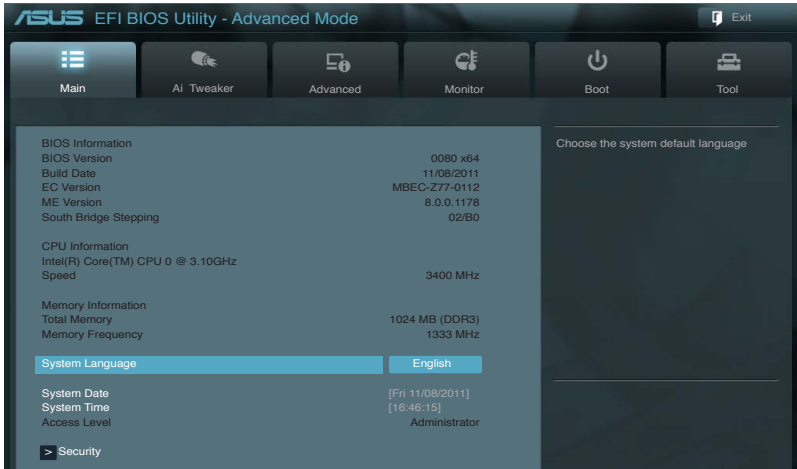 ASUS EFI BIOS Utility - Advanced Mode
Exit
Main Ai Tweaker Advanced Monitor Boot Tool
BIOS Information
BIOS Version 0080 x64
Build Date 11/08/2011
EC Version MBEC-Z77-0112
ME Version 8.0.0.1178
South Bridge Stepping 02/B0
CPU Information
Intel(R) Core(TM) CPU 0 @ 3.10GHz
Speed 3400 MHz
Memory Information
Total Memory 1024 MB (DDR3)
Memory Frequency 1333 MHz
System Language English
System Date [Fri 11/08/2011]
System Time [16:46:15]
Access Level Administrator
> Security
Choose the system default language